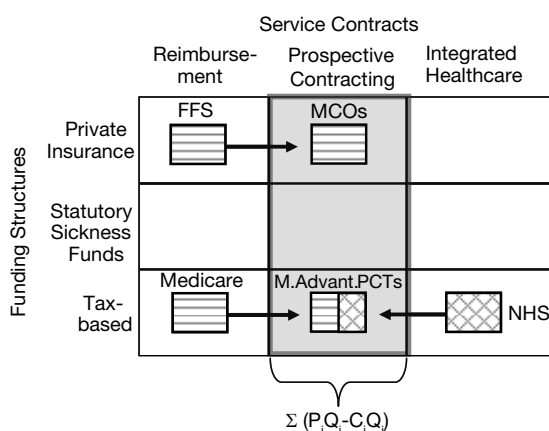 Service Contracts
Reimburse-
ment
Prospective
Contracting
Integrated
Healthcare
Funding Structures
Private
Insurance
FFS
MCOs
Statutory
Sickness
Funds
Tax-
based
Medicare
M.Advant.PCTs
NHS
Σ (PᵢQᵢ-CᵢQᵢ)